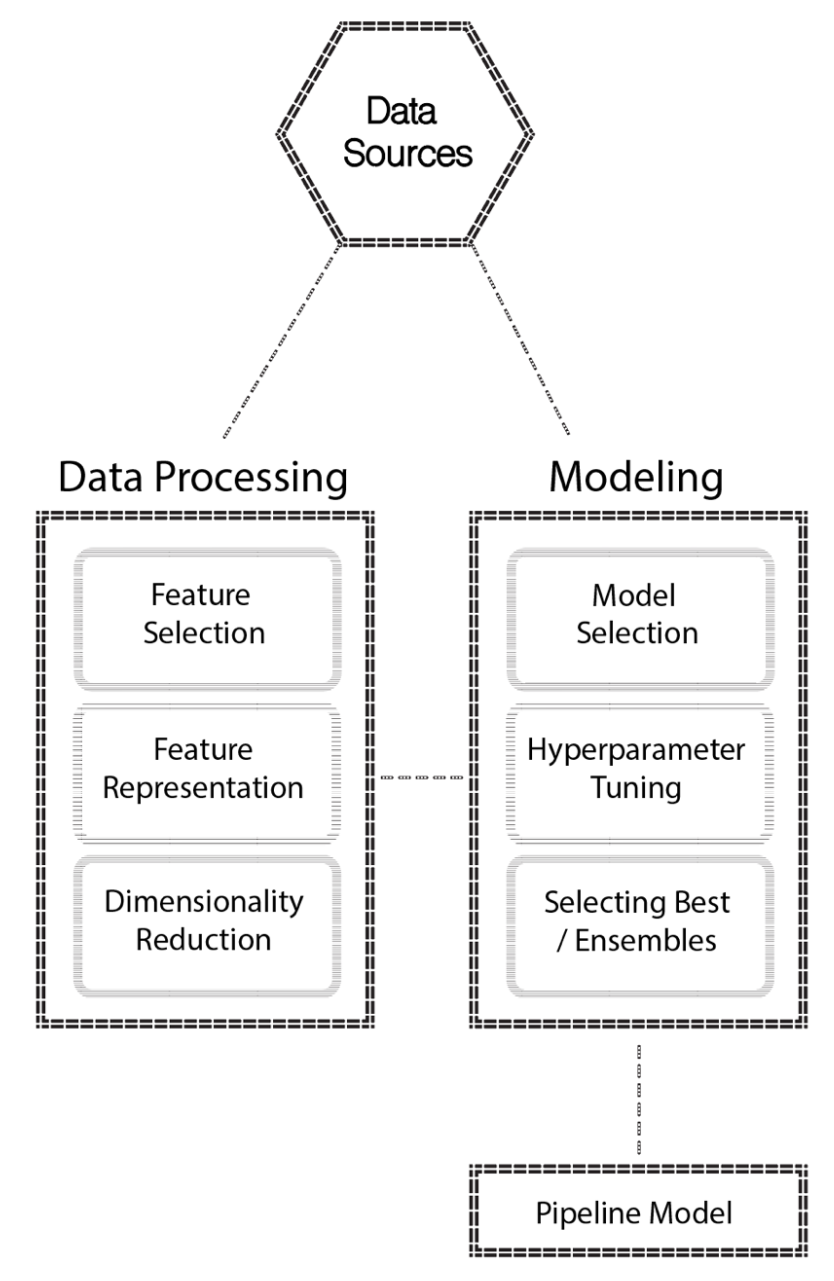 Data
Sources
Data Processing
Feature
Selection
Feature
Representation
Dimensionality
Reduction
Modeling
Model
Selection
Hyperparameter
Tuning
Selecting Best
/ Ensembles
Pipeline Model